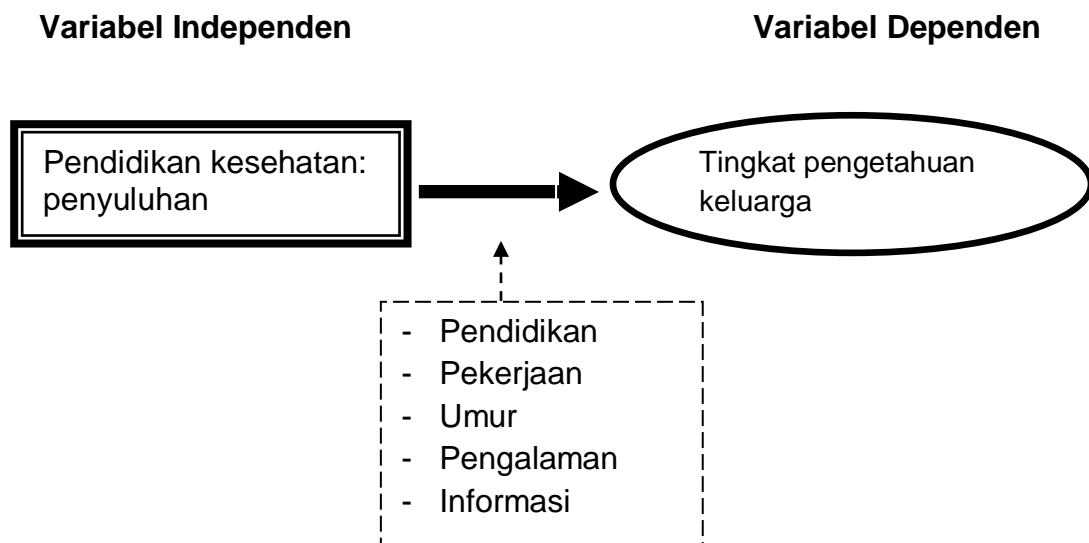 Variabel Independen
Variabel Dependen
Pendidikan kesehatan:
penyuluhan
Tingkat pengetahuan
keluarga
- Pendidikan
- Pekerjaan
- Umur
- Pengalaman
- Informasi